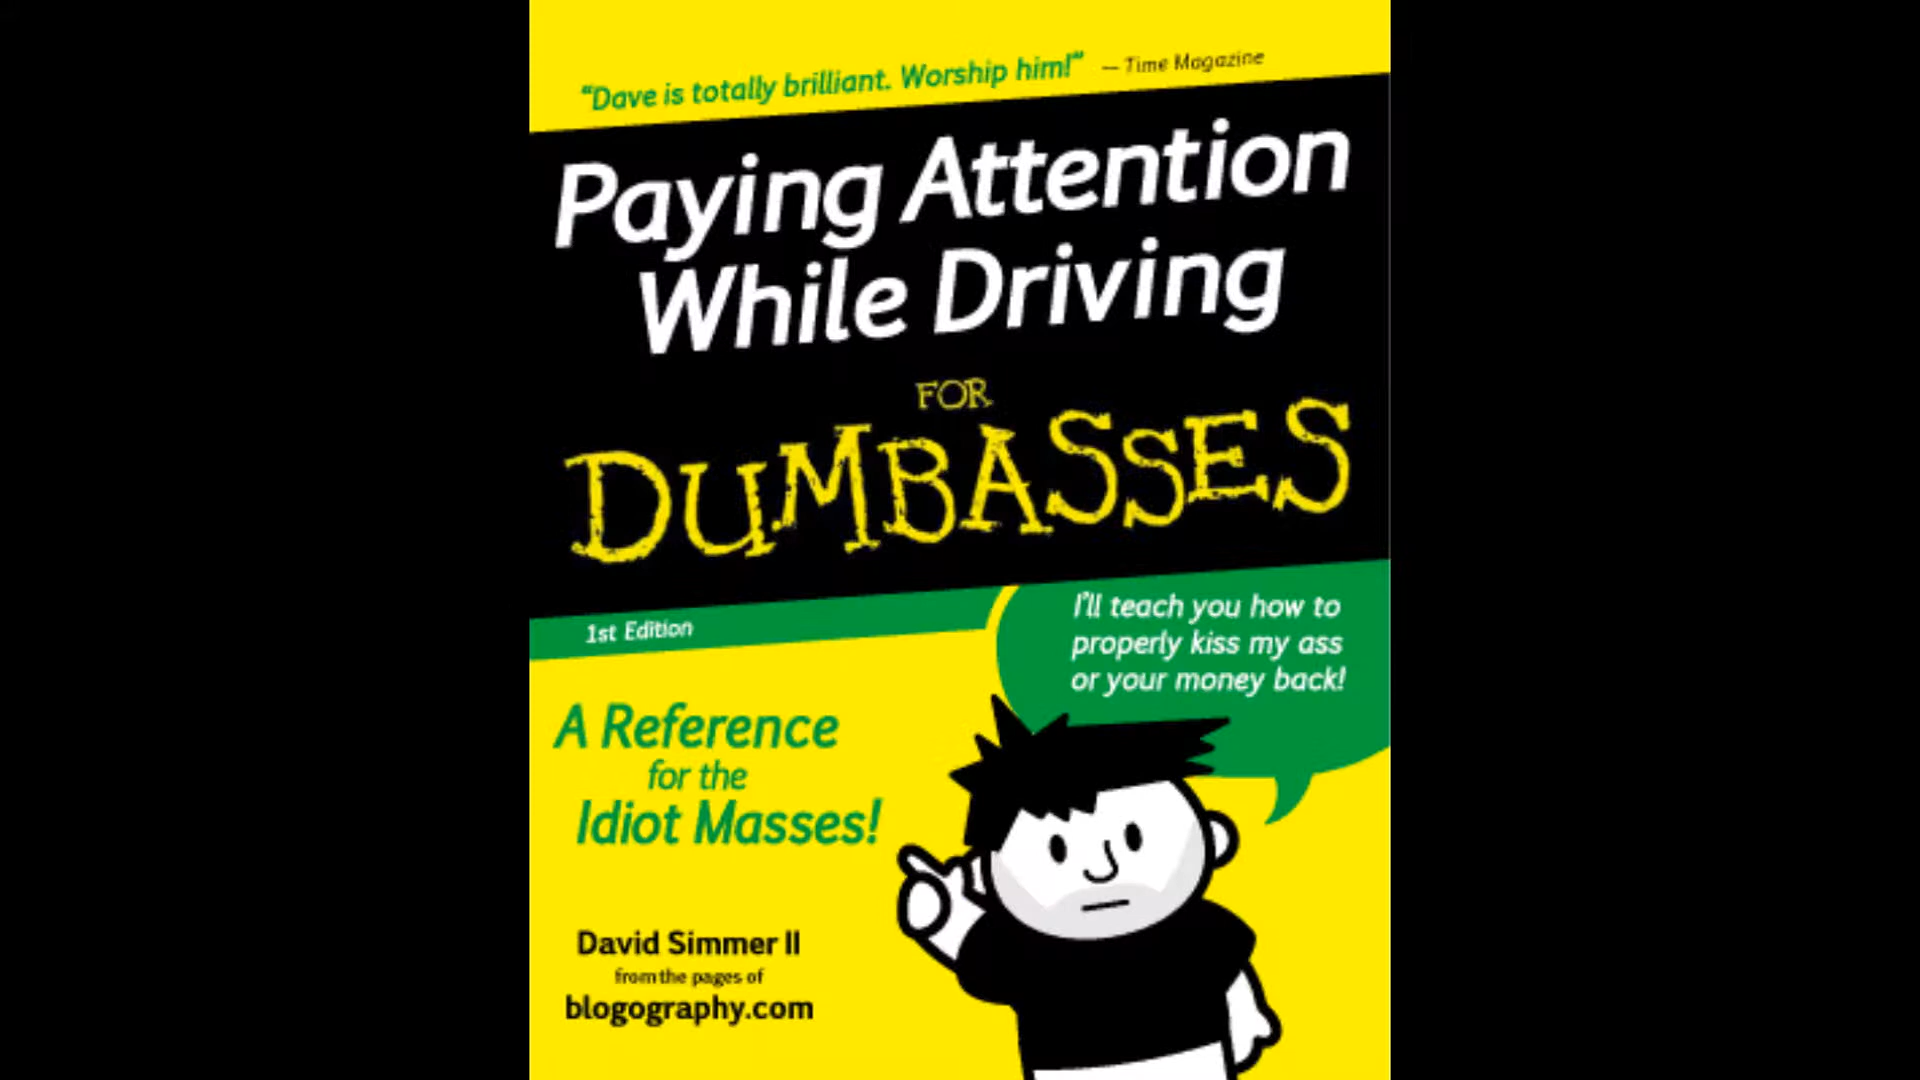 "Dave is totally brilliant. Worship him!" — Time Magazine
Paying Attention
While Driving
FOR
DUMBASSES
1st Edition
I'll teach you how to
properly kiss my ass
or your money back!
A Reference
for the
Idiot Masses!
David Simmer II
from the pages of
blogography.com